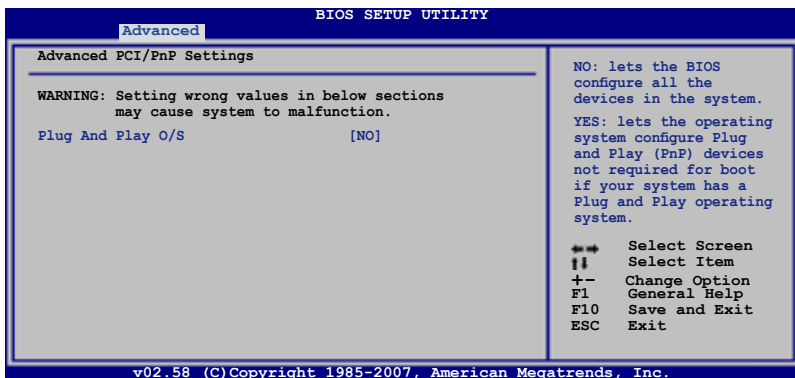 BIOS SETUP UTILITY
Advanced
Advanced PCI/PnP Settings
WARNING: Setting wrong values in below sections
may cause system to malfunction.
Plug And Play O/S [NO]
NO: lets the BIOS
configure all the
devices in the system.
YES: lets the operating
system configure Plug
and Play (PnP) devices
not required for boot
if your system has a
Plug and Play operating
system.
←→ Select Screen
↑↓ Select Item
+- Change Option
F1 General Help
F10 Save and Exit
ESC Exit
v02.58 (C)Copyright 1985-2007, American Megatrends, Inc.